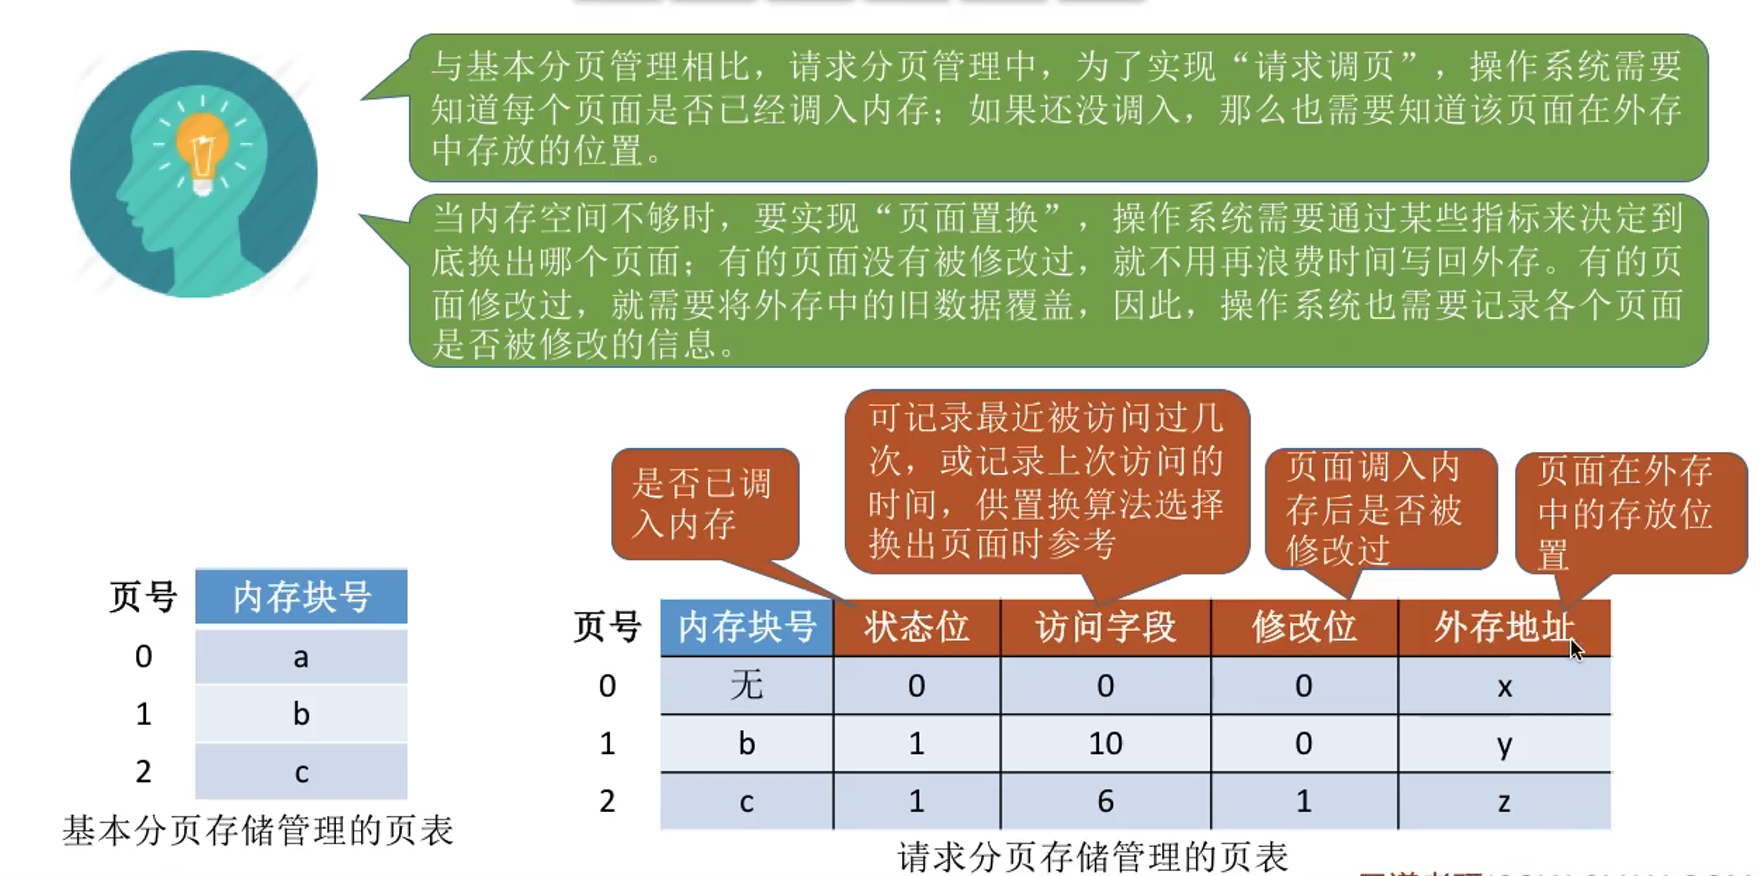 与基本分页管理相比，请求分页管理中，为了实现“请求调页”，操作系统需要
知道每个页面是否已经调入内存；如果还没调入，那么也需要知道该页面在外存
中存放的位置。
当内存空间不够时，要实现“页面置换”，操作系统需要通过某些指标来决定到
底换出哪个页面；有的页面没有被修改过，就不用再浪费时间写回外存。有的页
面修改过，就需要将外存中的旧数据覆盖，因此，操作系统也需要记录各个页面
是否被修改的信息。
是否已调
入内存
可记录最近被访问过几
次，或记录上次访问的
时间，供置换算法选择
换出页面时参考
页面调入内
存后是否被
修改过
页面在外存
中的存放位
置
页号 内存块号
0 a
1 b
2 c
基本分页存储管理的页表
页号 内存块号 状态位 访问字段 修改位 外存地址
0 无 0 0 0 x
1 b 1 10 0 y
2 c 1 6 1 z
请求分页存储管理的页表